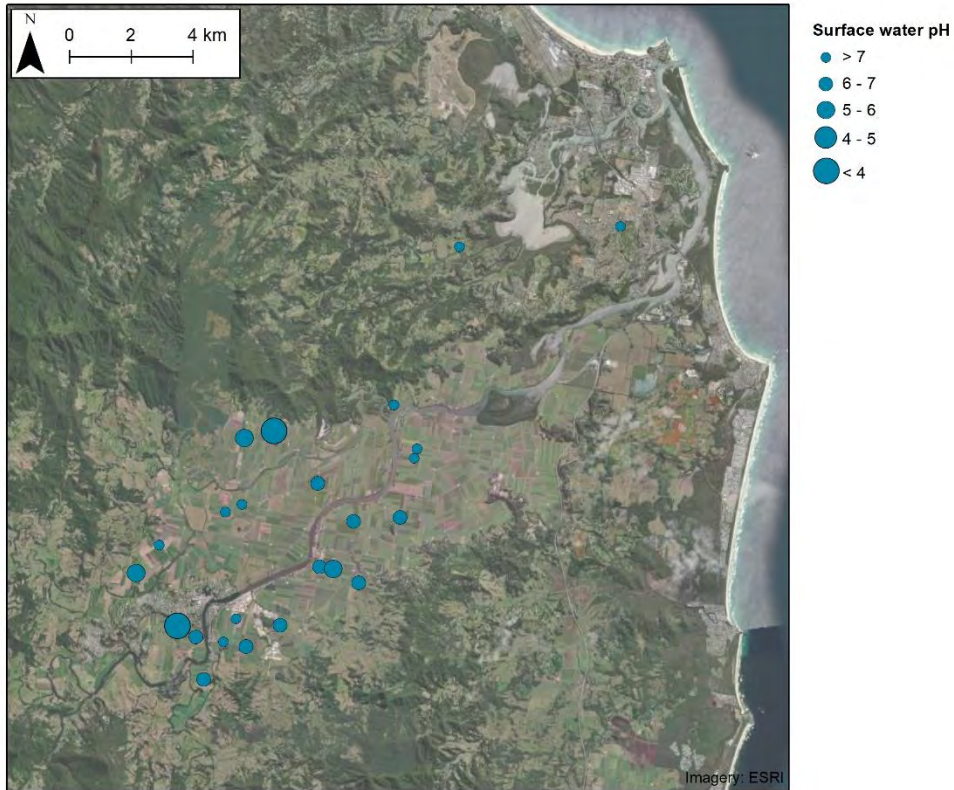 N
0 2 4 km
Surface water pH
> 7
6 - 7
5 - 6
4 - 5
< 4
Imagery: ESRI